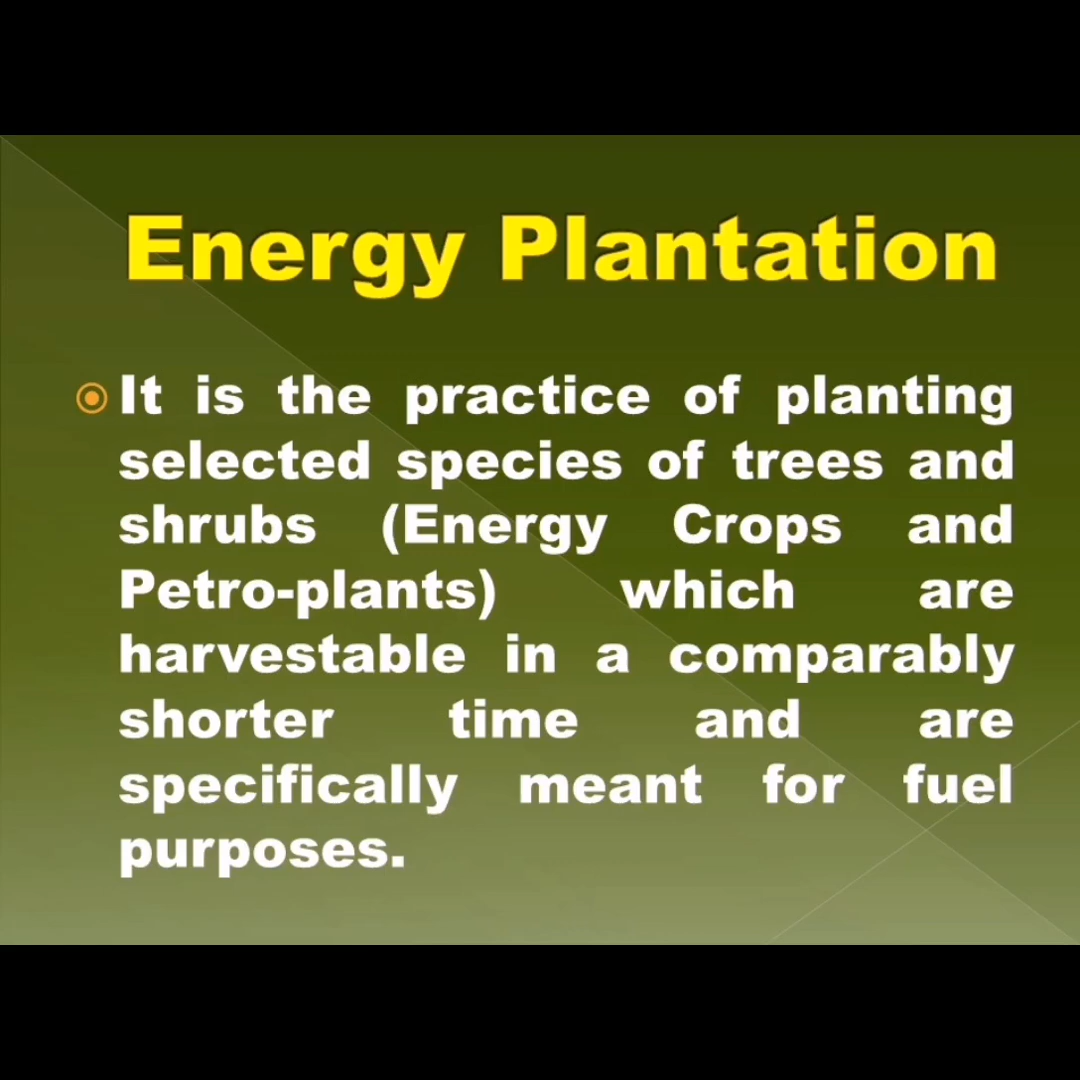 Energy Plantation
It is the practice of planting
selected species of trees and
shrubs (Energy Crops and
Petro-plants) which are
harvestable in a comparably
shorter time and are
specifically meant for fuel
purposes.